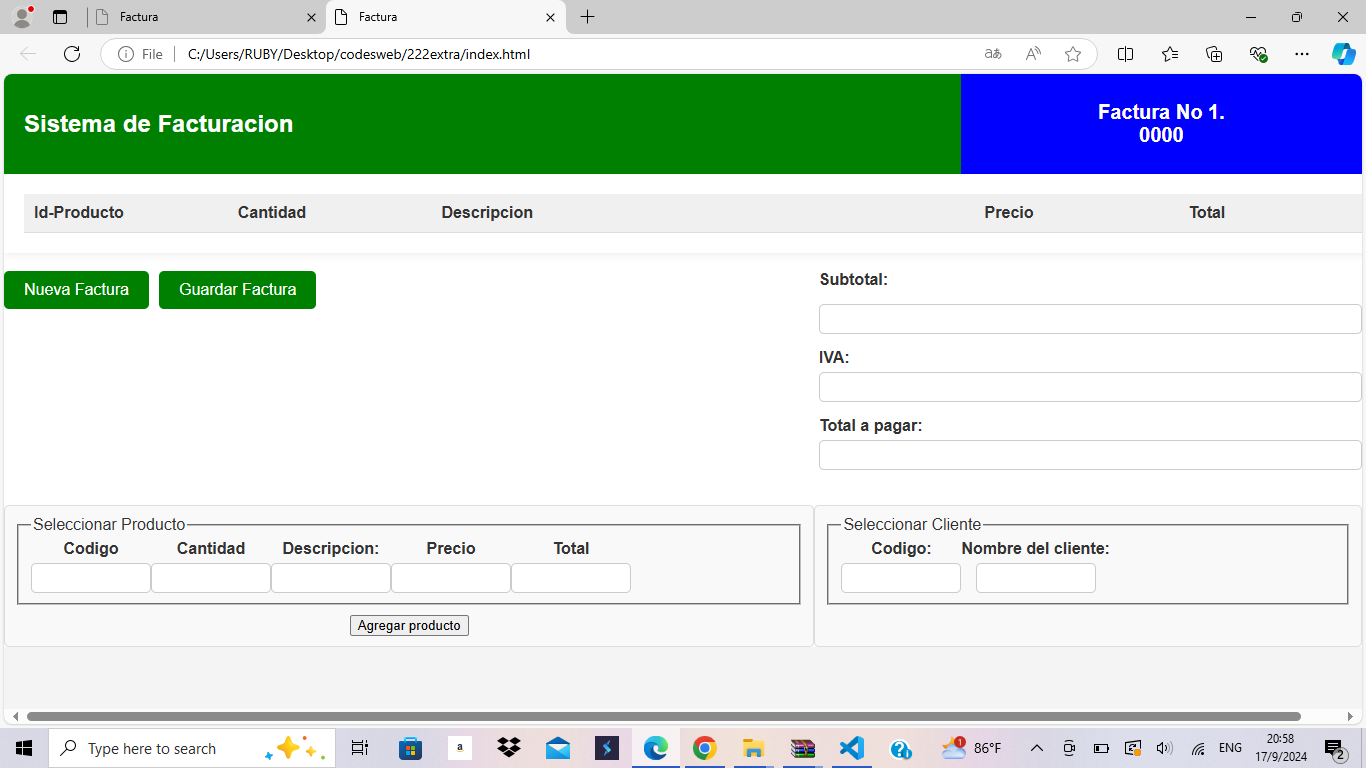 Factura
Factura
File
C:/Users/RUBY/Desktop/codesweb/222extra/index.html
aあ
Sistema de Facturacion
Factura No 1.
0000
Id-Producto Cantidad Descripcion Precio Total
Nueva Factura
Guardar Factura
Subtotal:
IVA:
Total a pagar:
Seleccionar Producto
Codigo Cantidad Descripcion: Precio Total
Agregar producto
Seleccionar Cliente
Codigo: Nombre del cliente:
Type here to search
a
1
86°F
ENG
20:58
17/9/2024
2